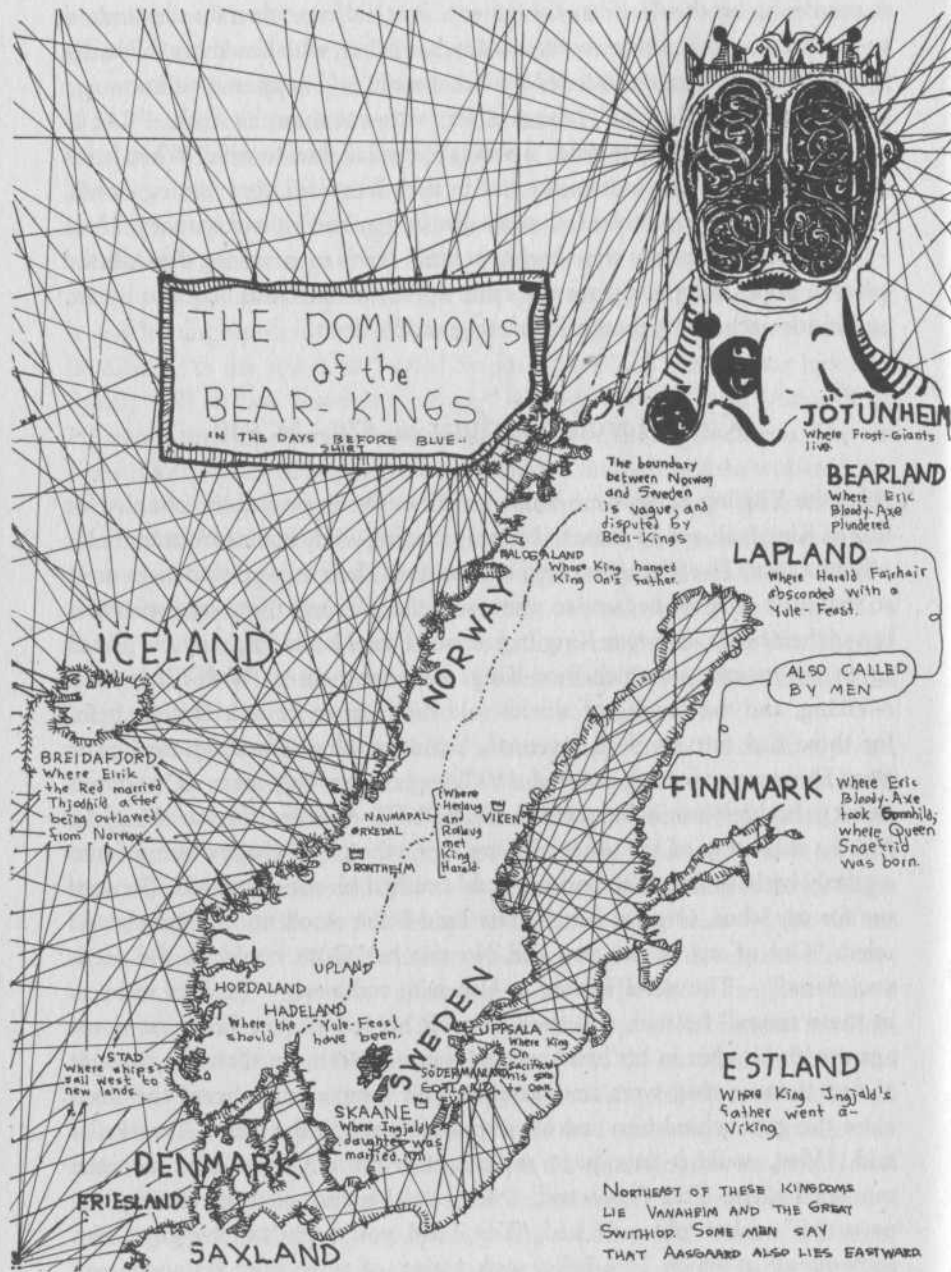 THE DOMINIONS
of the
BEAR-KINGS
IN THE DAYS BEFORE BLUE-
SHIRT
JÖTUNHEIM
Where Frost-Giants
live
BEARLAND
Where Eric
Bloody-Axe
plundered
The boundary
between Norway
and Sweden
is vague, and
disputed by
Bear-Kings
HALOGALAND
Whose King hanged
King On's father.
LAPLAND
Where Harald Fairhair
absconded with a
Yule-Feast.
ALSO CALLED
BY MEN
NORWAY
ICELAND
BREIDAFJORD
Where Eirik
the Red married
Thjodhild after
being outlawed
from Norway.
FINNMARK
Where Eric
Bloody-Axe
took Gunnhild;
where Queen
Snaefrid
was born.
NAUMADAL
ORKEDAL
DRONTHEIM
Where
Herlaug
and
Rollaug
met
King
Harald
VIKEN
UPLAND
HORDALAND
HADELAND
Where the Yule-Feast
should have been.
SWEDEN
UPPSALA
Where King
On
Sacrificed
his sons
to Odin
SÖDERMANLAND
GOTLAND
YSTAD
Where ships
sail west to
new lands.
SKAANE
Where Ingjald's
daughter was
married off
ESTLAND
Where King Ingjald's
father went a-
Viking.
DENMARK
FRIESLAND
SAXLAND
NORTHEAST OF THESE KINGDOMS
LIE VANAHEIM AND THE GREAT
SWITHIOD. SOME MEN SAY
THAT AASGAARD ALSO LIES EASTWARD.